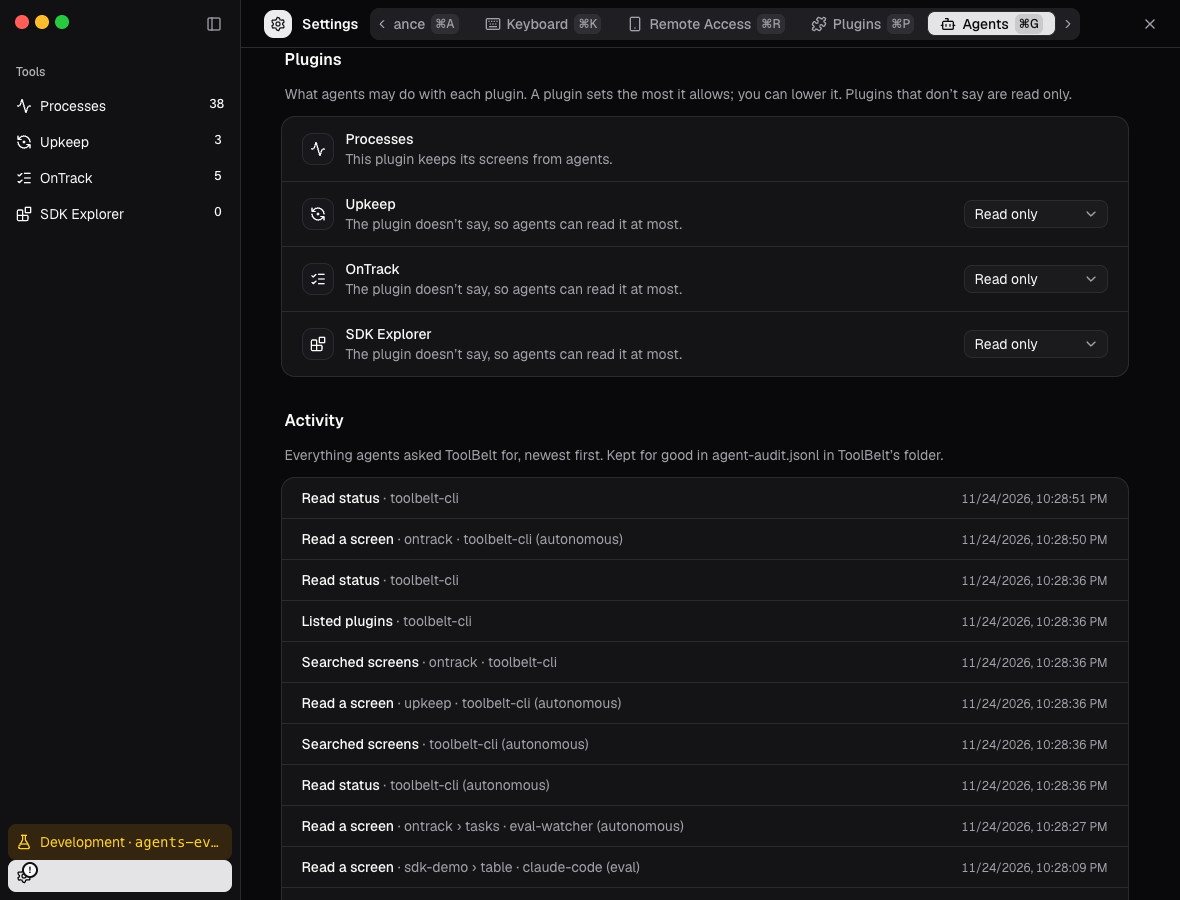 Tools
Processes 38
Upkeep 3
OnTrack 5
SDK Explorer 0
Development · agents-ev…
Settings
ance ⌘A
Keyboard ⌘K
Remote Access ⌘R
Plugins ⌘P
Agents ⌘G
Plugins
What agents may do with each plugin. A plugin sets the most it allows; you can lower it. Plugins that don’t say are read only.
Processes
This plugin keeps its screens from agents.
Upkeep
The plugin doesn’t say, so agents can read it at most.
Read only
OnTrack
The plugin doesn’t say, so agents can read it at most.
Read only
SDK Explorer
The plugin doesn’t say, so agents can read it at most.
Read only
Activity
Everything agents asked ToolBelt for, newest first. Kept for good in agent-audit.jsonl in ToolBelt’s folder.
Read status · toolbelt-cli 11/24/2026, 10:28:51 PM
Read a screen · ontrack · toolbelt-cli (autonomous) 11/24/2026, 10:28:50 PM
Read status · toolbelt-cli 11/24/2026, 10:28:36 PM
Listed plugins · toolbelt-cli 11/24/2026, 10:28:36 PM
Searched screens · ontrack · toolbelt-cli 11/24/2026, 10:28:36 PM
Read a screen · upkeep · toolbelt-cli (autonomous) 11/24/2026, 10:28:36 PM
Searched screens · toolbelt-cli (autonomous) 11/24/2026, 10:28:36 PM
Read status · toolbelt-cli (autonomous) 11/24/2026, 10:28:36 PM
Read a screen · ontrack › tasks · eval-watcher (autonomous) 11/24/2026, 10:28:27 PM
Read a screen · sdk-demo › table · claude-code (eval) 11/24/2026, 10:28:09 PM